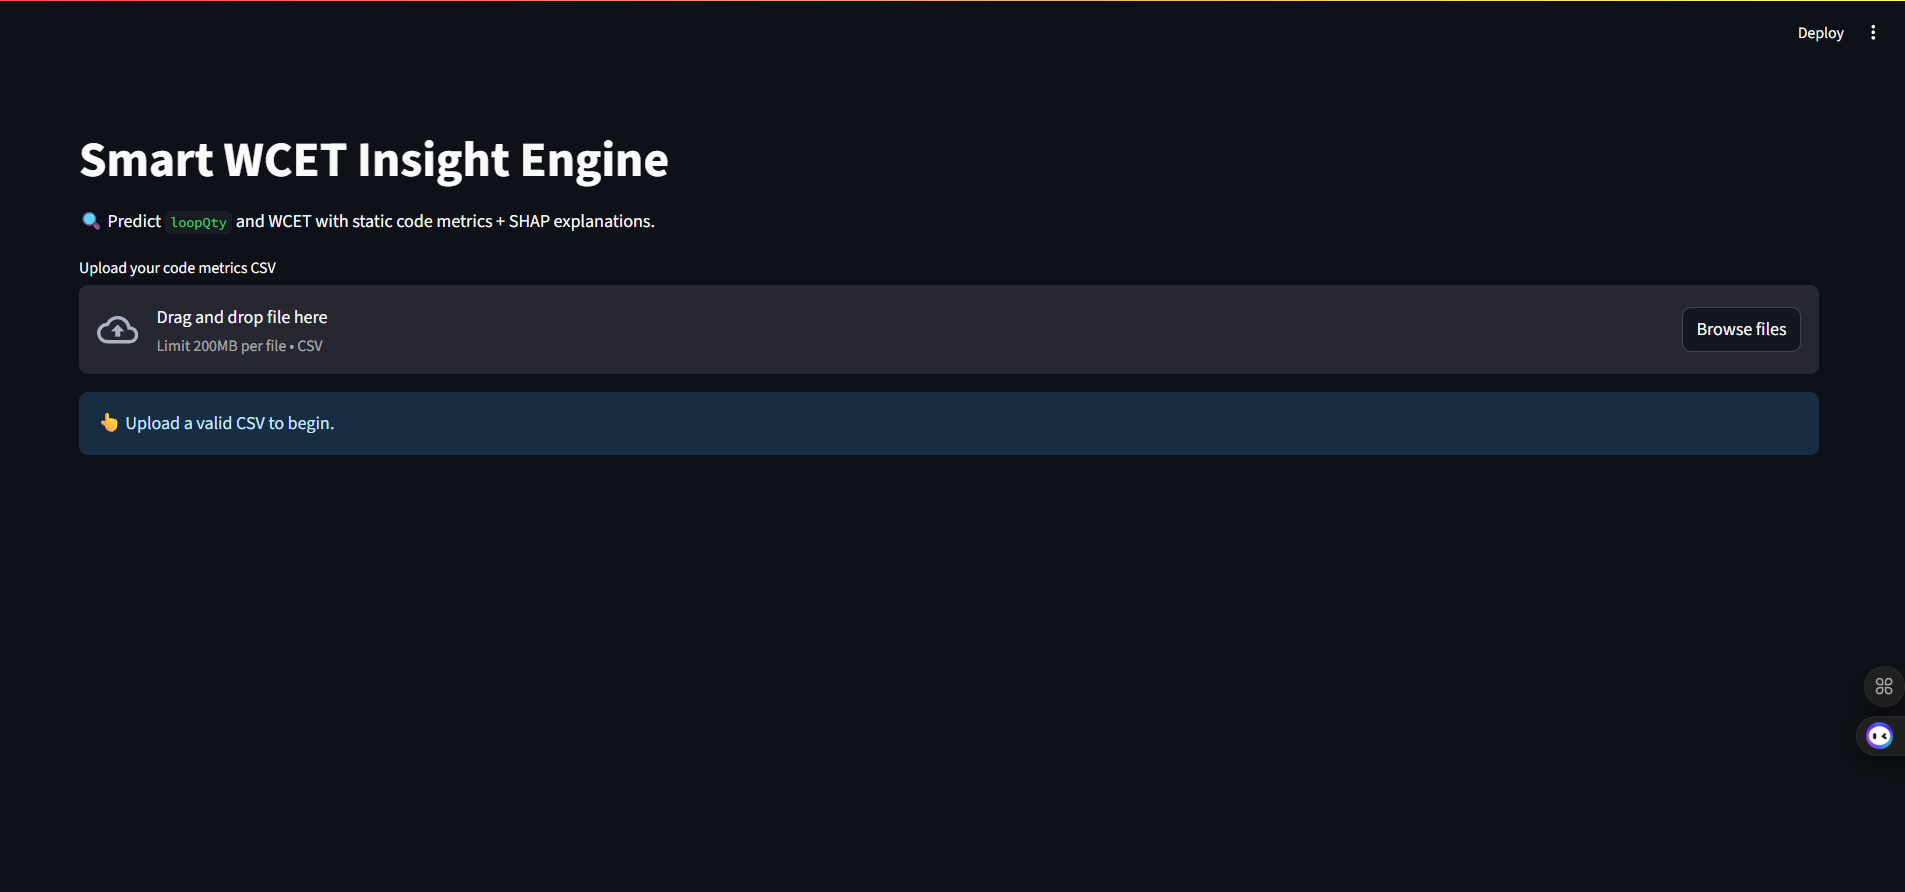 Deploy
Smart WCET Insight Engine
🔍 Predict loopQty and WCET with static code metrics + SHAP explanations.
Upload your code metrics CSV
Drag and drop file here
Limit 200MB per file • CSV
Browse files
👆 Upload a valid CSV to begin.